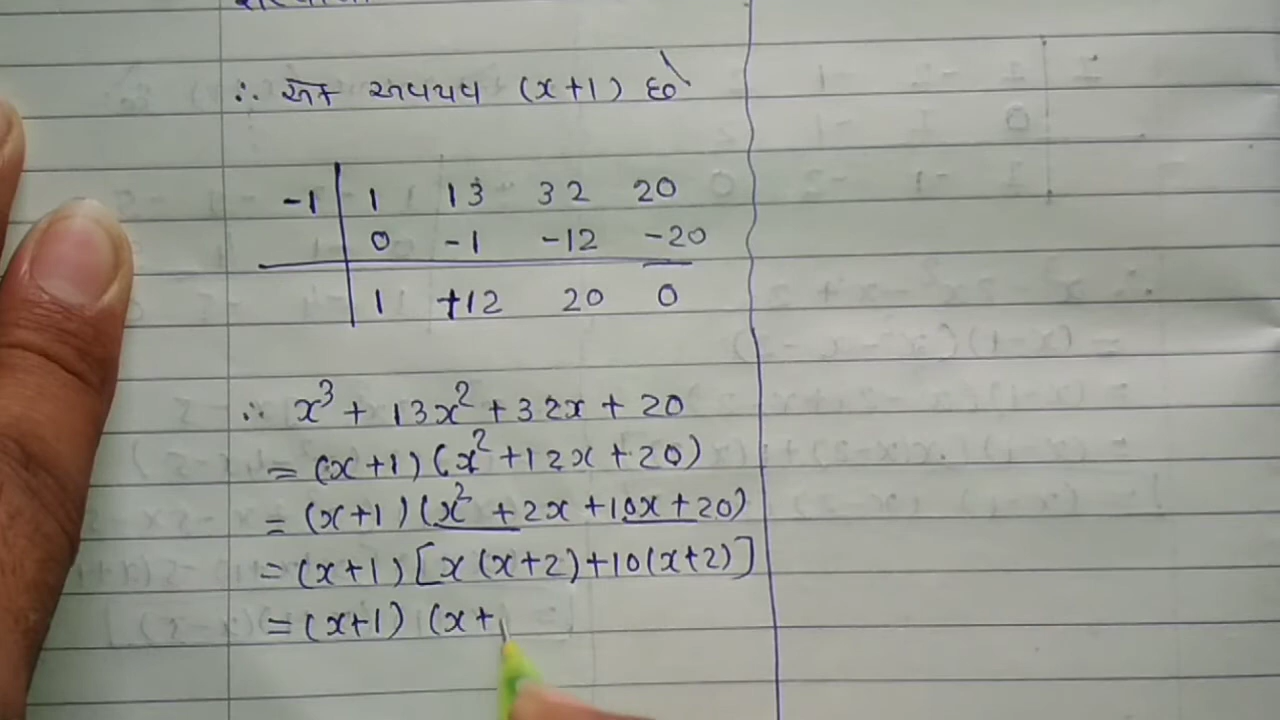 ∴ એક અવયવ (x+1) છે
-1 | 1 13 32 20
0 -1 -12 -20
1 +12 20 0
∴ x³ + 13x² + 32x + 20
= (x+1) (x² + 12x + 20)
= (x+1) (x² + 2x + 10x + 20)
= (x+1) [x (x+2) + 10 (x+2)]
= (x+1) (x+